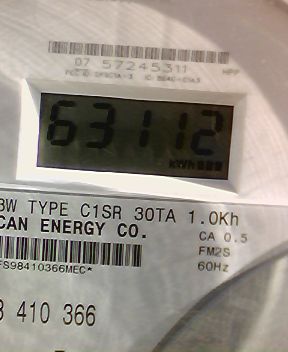 07 57245311
63112
kWh
3W TYPE C1SR 30TA 1.0Kh
CAN ENERGY CO.
CA 0.5
FM2S
60Hz
FS98410366MEC*
8 410 366